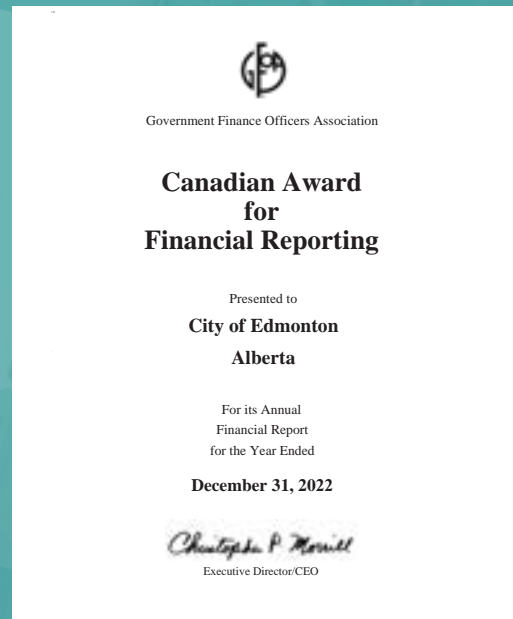 Government Finance Officers Association
Canadian Award
for
Financial Reporting
Presented to
City of Edmonton
Alberta
For its Annual
Financial Report
for the Year Ended
December 31, 2022
Christopher P. Morrill
Executive Director/CEO